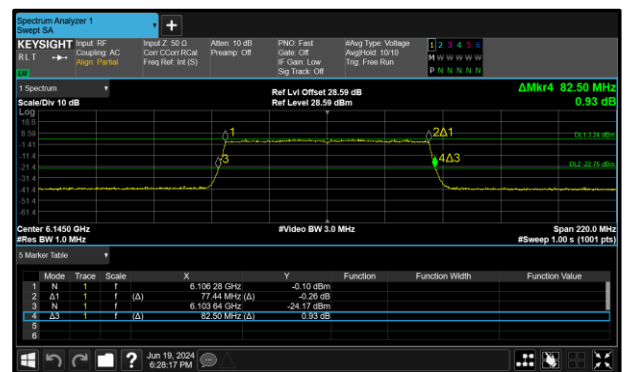 Spectrum Analyzer 1
Swept SA
+
KEYSIGHT Input: RF Input Z: 50 Ω Atten: 10 dB PNO: Fast #Avg Type: Voltage 1 2 3 4 5 6
RLT Coupling: AC Corr CCorr RCal Preamp: Off Gate: Off Avg|Hold: 10/10 M W W W W W
Align: Partial Freq Ref: Int (S) IF Gain: Low Trig: Free Run
Sig Track: Off P N N N N N
LW
1 Spectrum Ref Lvl Offset 28.59 dB ΔMkr4 82.50 MHz
Scale/Div 10 dB Ref Level 28.59 dBm 0.93 dB
Log
18.6
8.59
-1.41
-11.4
-21.4
-31.4
-41.4
-51.4
-61.4
1
2Δ1
3
4Δ3
DL1 3.24 dBm
DL2 -22.76 dBm
Center 6.1450 GHz #Video BW 3.0 MHz Span 220.0 MHz
#Res BW 1.0 MHz #Sweep 1.00 s (1001 pts)
5 Marker Table
Mode Trace Scale X Y Function Function Width Function Value
1 N 1 f 6.106 28 GHz -0.10 dBm
2 Δ1 1 f (Δ) 77.44 MHz (Δ) -0.26 dB
3 N 1 f 6.103 64 GHz -24.17 dBm
4 Δ3 1 f (Δ) 82.50 MHz (Δ) 0.93 dB
5
6
? Jun 19, 2024
6:28:17 PM